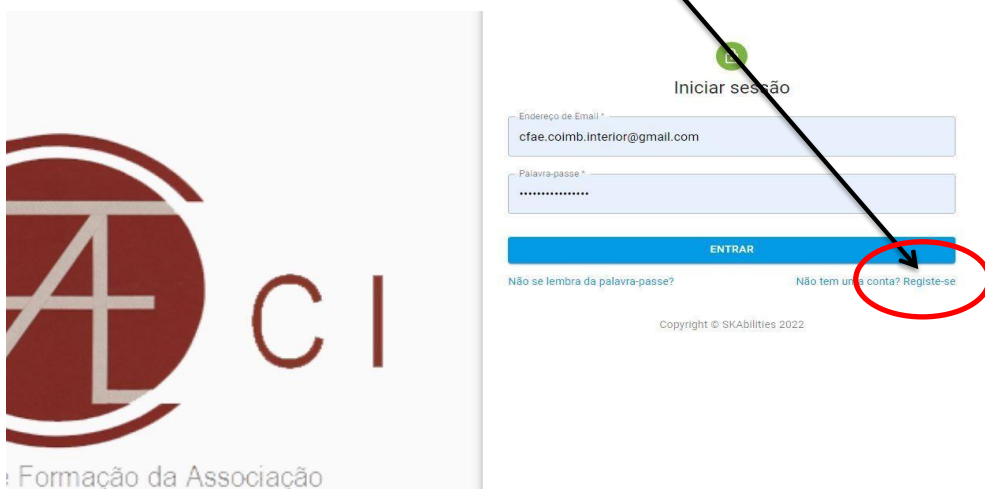 Iniciar sessão
Endereço de Email *
cfae.coimb.interior@gmail.com
Palavra-passe *
••••••••••••••••
ENTRAR
Não se lembra da palavra-passe?
Não tem uma conta? Registe-se
Copyright © SKAbilities 2022
CI
Formação da Associação